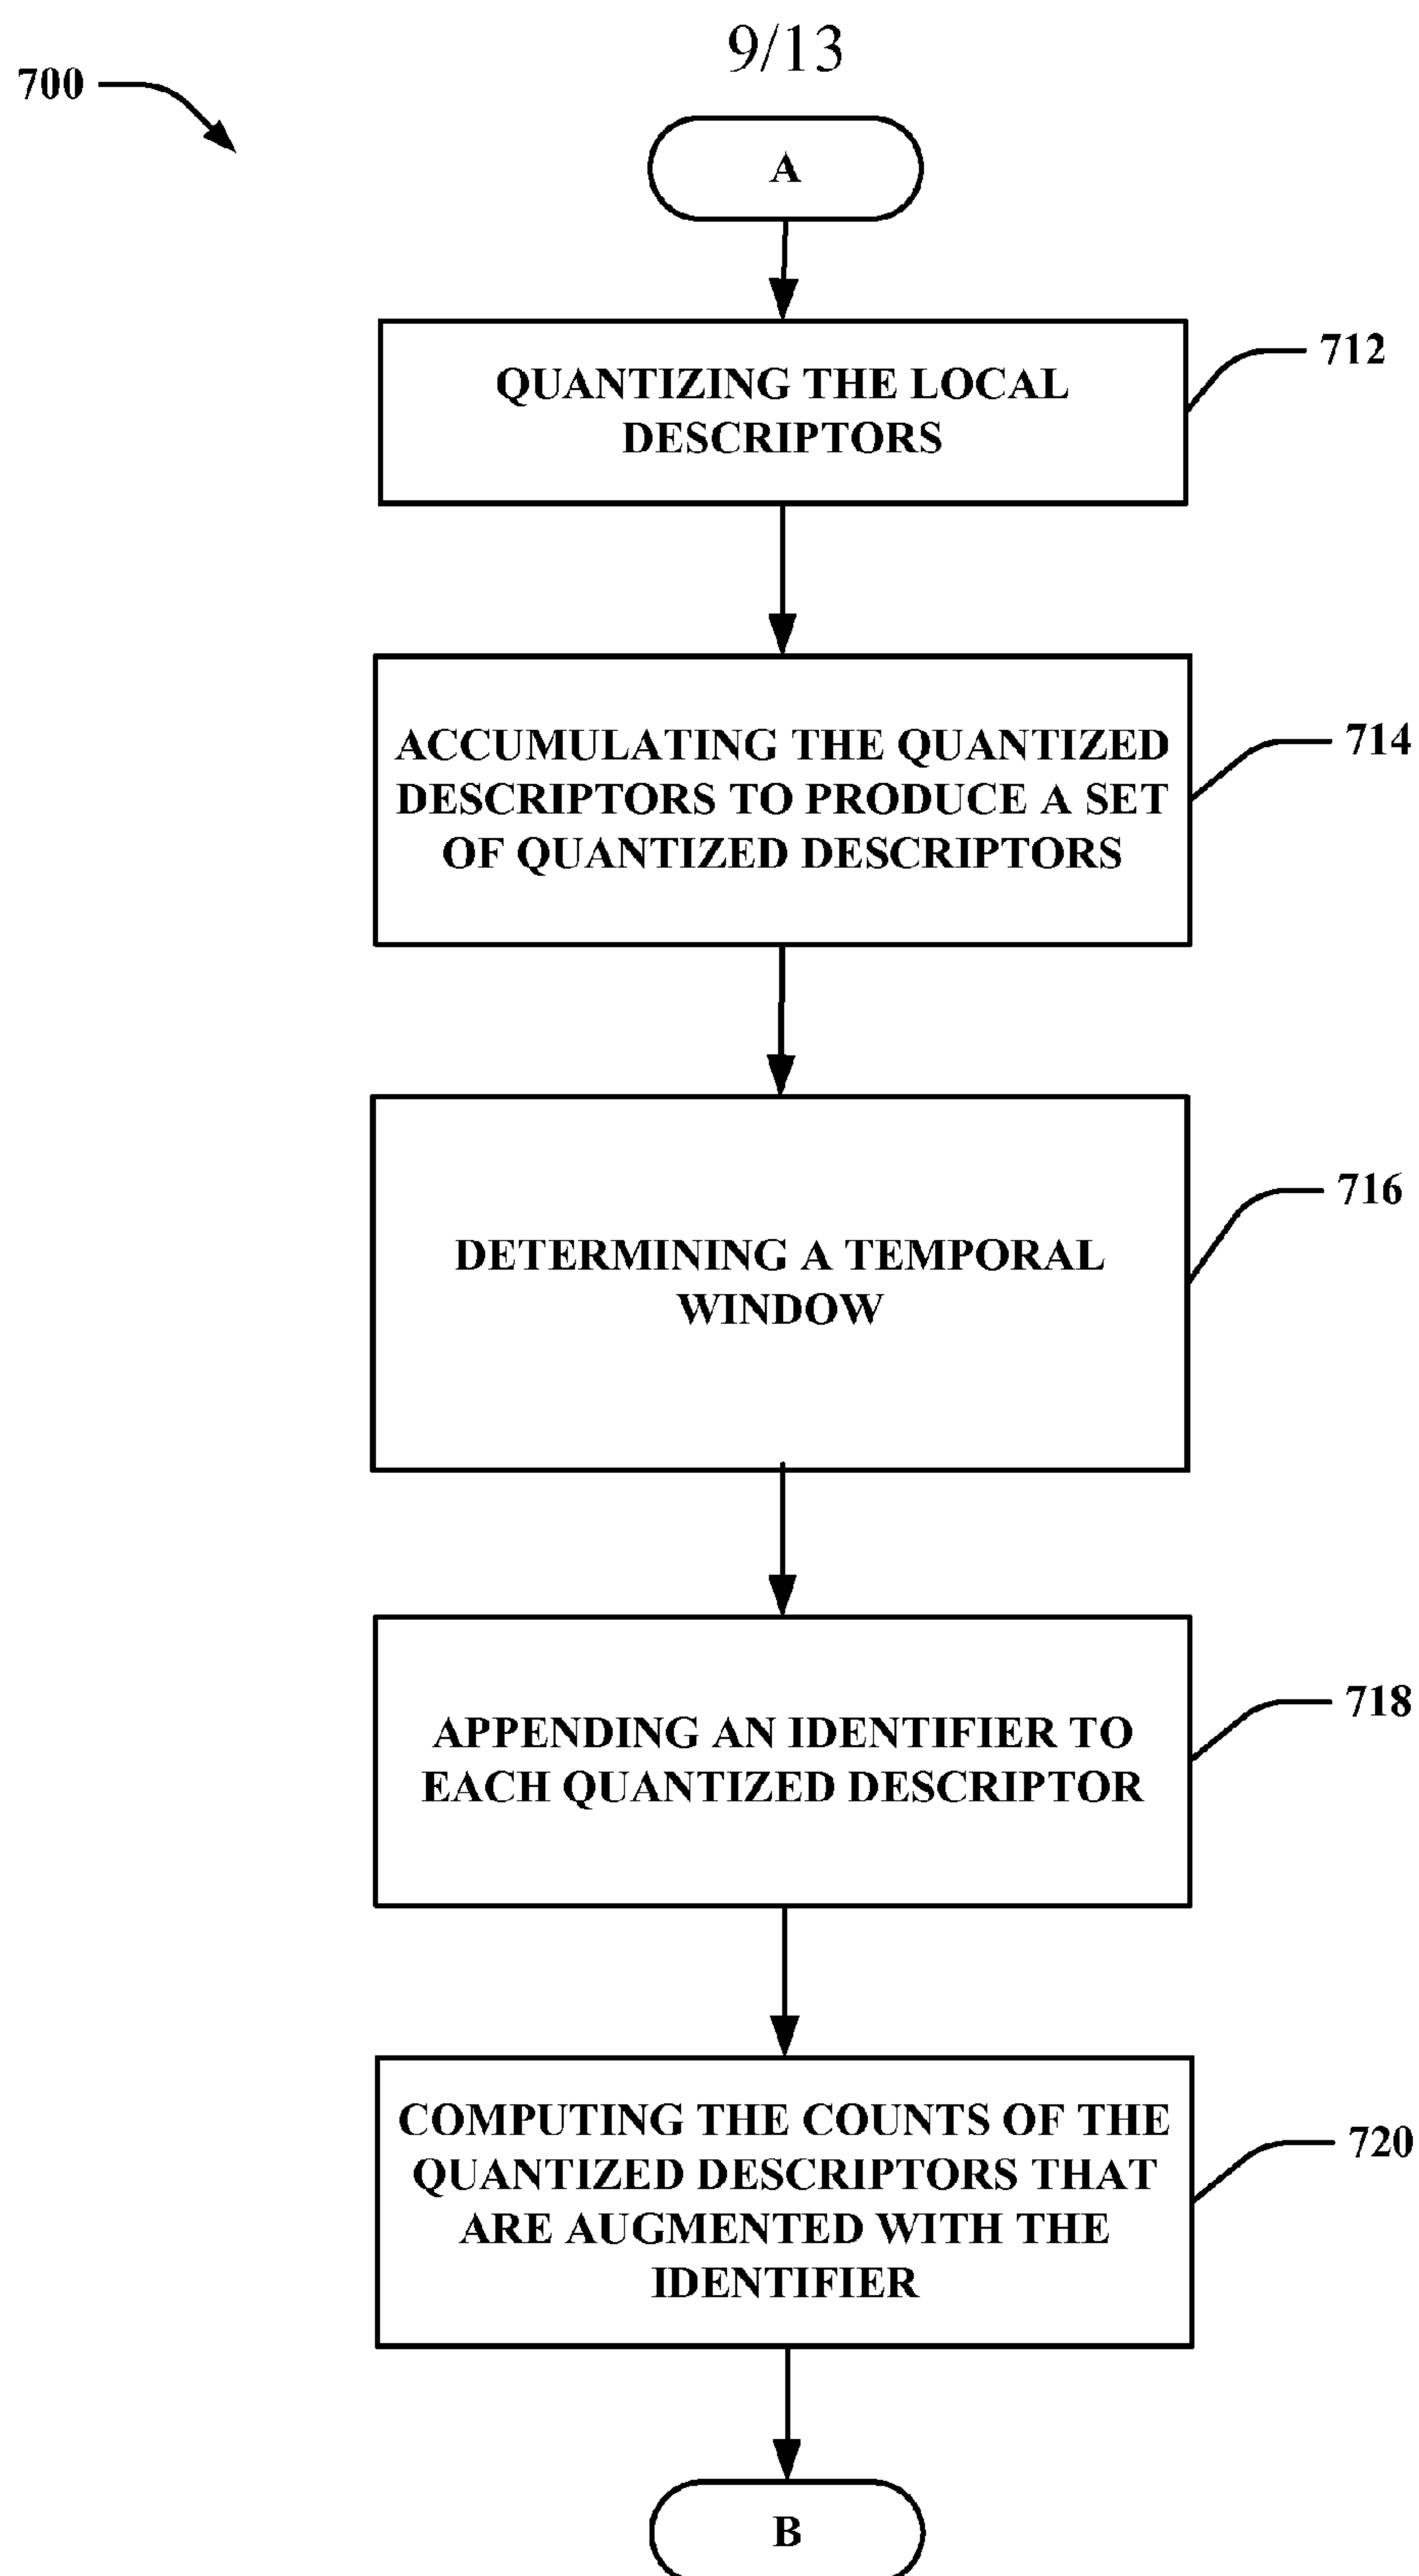 9/13
700
A
QUANTIZING THE LOCAL
DESCRIPTORS
712
ACCUMULATING THE QUANTIZED
DESCRIPTORS TO PRODUCE A SET
OF QUANTIZED DESCRIPTORS
714
DETERMINING A TEMPORAL
WINDOW
716
APPENDING AN IDENTIFIER TO
EACH QUANTIZED DESCRIPTOR
718
COMPUTING THE COUNTS OF THE
QUANTIZED DESCRIPTORS THAT
ARE AUGMENTED WITH THE
IDENTIFIER
720
B